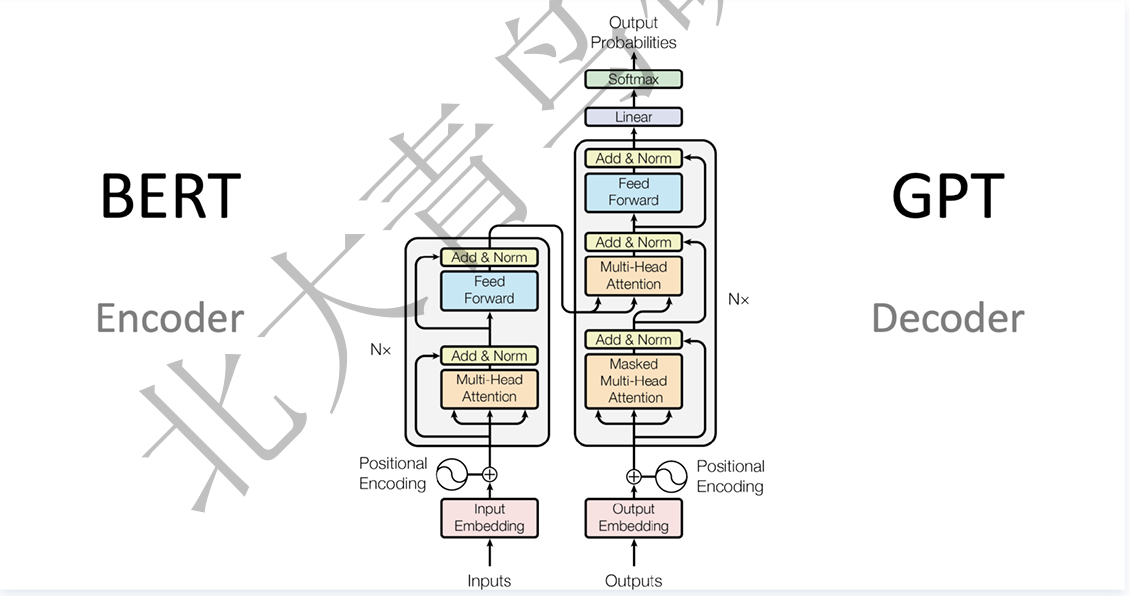 BERT
Encoder
Output
Probabilities
Softmax
Linear
Add & Norm
Feed
Forward
Add & Norm
Multi-Head
Attention
Add & Norm
Masked
Multi-Head
Attention
N×
Positional
Encoding
Output
Embedding
Outputs
Add & Norm
Feed
Forward
Add & Norm
Multi-Head
Attention
N×
Positional
Encoding
Input
Embedding
Inputs
GPT
Decoder
北大青鸟